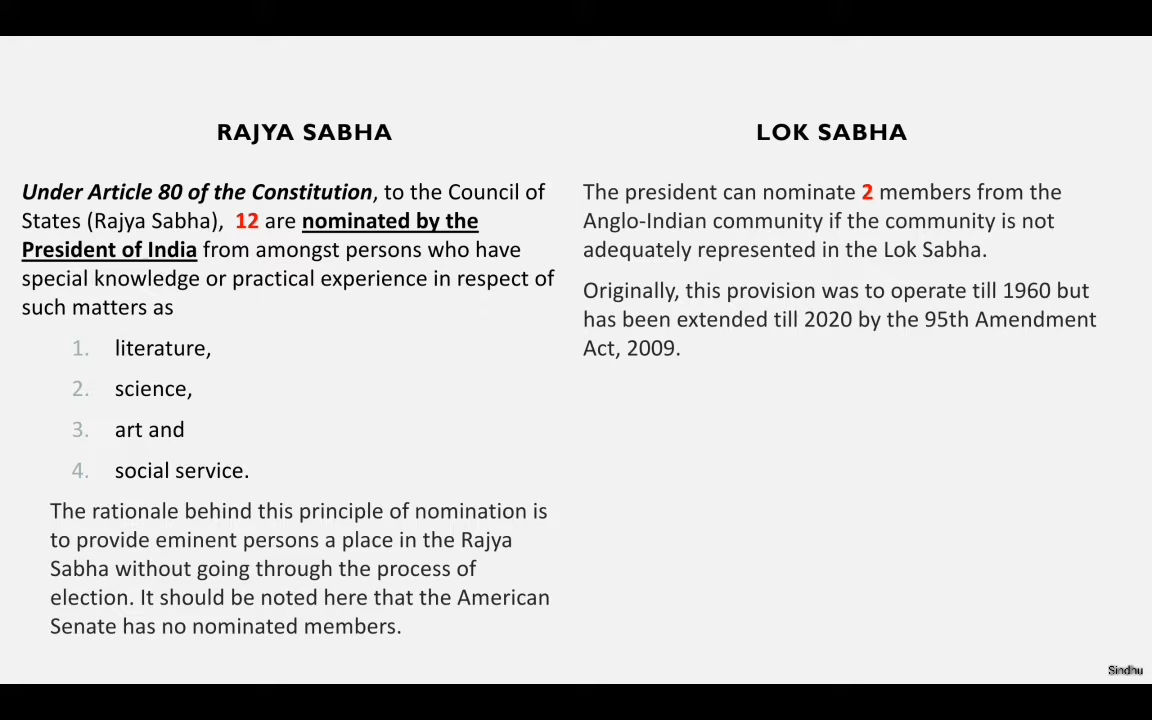 RAJYA SABHA
Under Article 80 of the Constitution, to the Council of
States (Rajya Sabha), 12 are nominated by the
President of India from amongst persons who have
special knowledge or practical experience in respect of
such matters as
1. literature,
2. science,
3. art and
4. social service.
The rationale behind this principle of nomination is
to provide eminent persons a place in the Rajya
Sabha without going through the process of
election. It should be noted here that the American
Senate has no nominated members.
LOK SABHA
The president can nominate 2 members from the
Anglo-Indian community if the community is not
adequately represented in the Lok Sabha.
Originally, this provision was to operate till 1960 but
has been extended till 2020 by the 95th Amendment
Act, 2009.
Sindhu